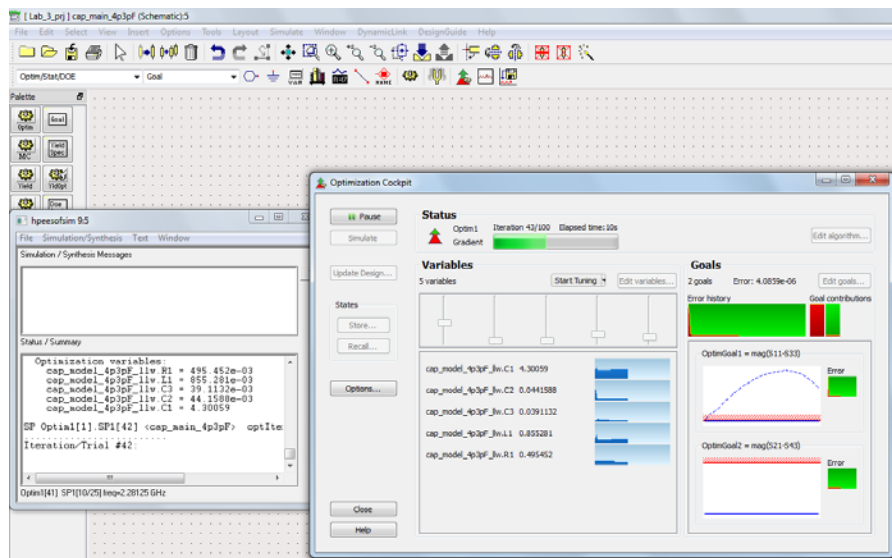 [ Lab_3_prj ] cap_main_4p3pF (Schematic):5
File Edit Select View Insert Options Tools Layout Simulate Window DynamicLink DesignGuide Help
Optim/Stat/DOE
Goal
VAR
NAME
Palette
Optim
Goal
MC
Yield Spec
Yield
YldOpt
DOE
hpeesofsim 9.5
File Simulation/Synthesis Text Window
Simulation / Synthesis Messages
Status / Summary
Optimization variables:
cap_model_4p3pF_llw.R1 = 495.452e-03
cap_model_4p3pF_llw.L1 = 855.281e-03
cap_model_4p3pF_llw.C3 = 39.1132e-03
cap_model_4p3pF_llw.C2 = 44.1588e-03
cap_model_4p3pF_llw.C1 = 4.30059
SP Optim1[1].SP1[42] <cap_main_4p3pF> optIte
Iteration/Trial #42:
Optim1[41] SP1[10/25] freq=2.28125 GHz
Optimization Cockpit
Pause
Simulate
Update Design...
States
Store...
Recall...
Options...
Close
Help
Status
Optim1 Iteration 43/100 Elapsed time: 10s
Gradient
Edit algorithm...
Variables
5 variables
Start Tuning
Edit variables...
cap_model_4p3pF_llw.C1 4.30059
cap_model_4p3pF_llw.C2 0.0441588
cap_model_4p3pF_llw.C3 0.0391132
cap_model_4p3pF_llw.L1 0.855281
cap_model_4p3pF_llw.R1 0.495452
Goals
2 goals Error: 4.0859e-06
Edit goals...
Error history
Goal contributions
OptimGoal1 = mag(S11-S33)
Error
OptimGoal2 = mag(S21-S43)
Error